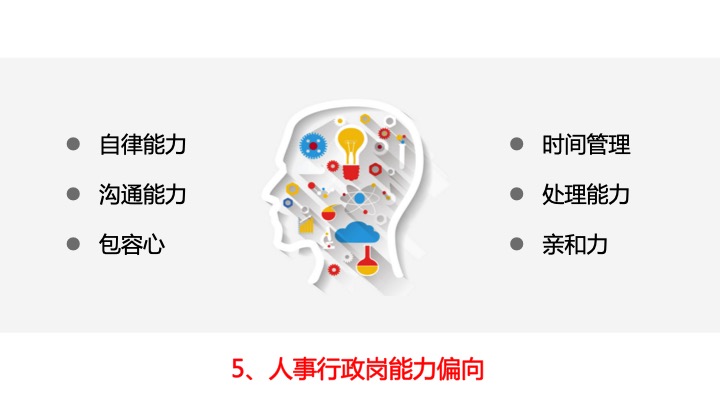 自律能力
沟通能力
包容心
时间管理
处理能力
亲和力
5、人事行政岗能力偏向